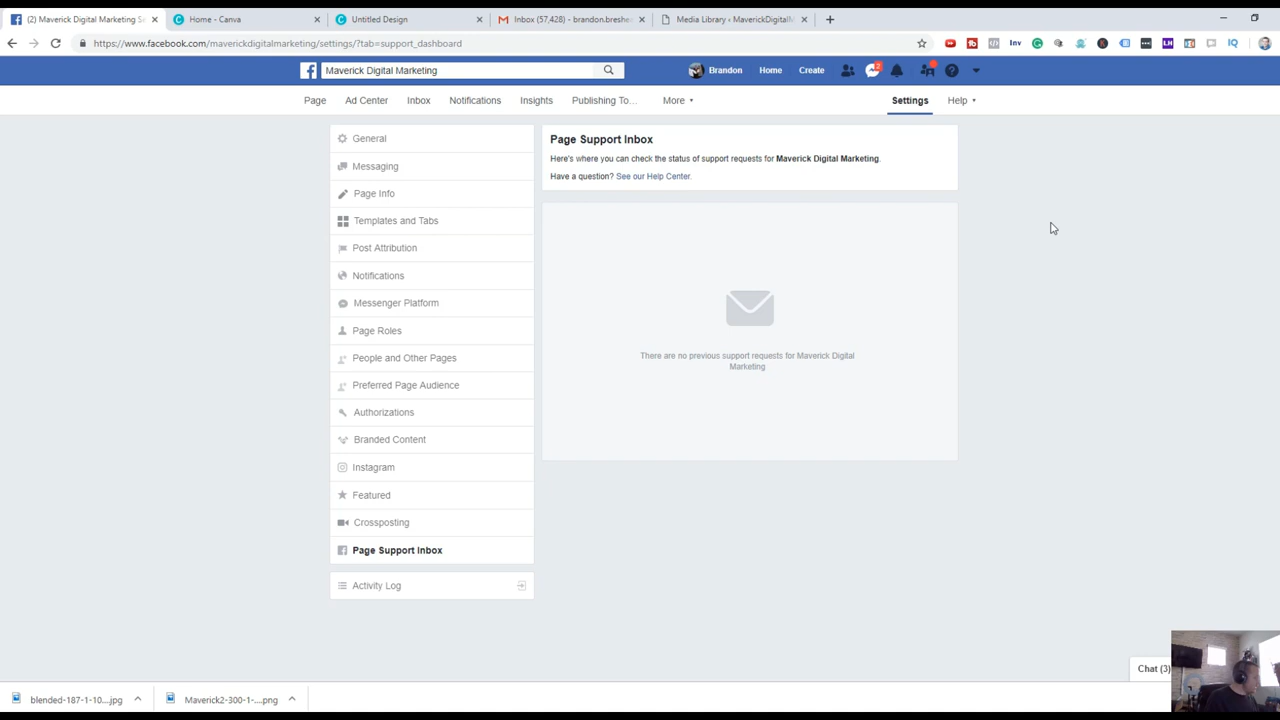 (2) Maverick Digital Marketing Se
Home - Canva
Untitled Design
Inbox (57,428) - brandon.breshe
Media Library ‹ MaverickDigitalM
https://www.facebook.com/maverickdigitalmarketing/settings/?tab=support_dashboard
Inv
LH
IQ
Maverick Digital Marketing
Brandon
Home
Create
2
Page
Ad Center
Inbox
Notifications
Insights
Publishing To…
More
Settings
Help
General
Messaging
Page Info
Templates and Tabs
Post Attribution
Notifications
Messenger Platform
Page Roles
People and Other Pages
Preferred Page Audience
Authorizations
Branded Content
Instagram
Featured
Crossposting
Page Support Inbox
Activity Log
Page Support Inbox
Here's where you can check the status of support requests for Maverick Digital Marketing.
Have a question? See our Help Center.
There are no previous support requests for Maverick Digital
Marketing
Chat (3)
blended-187-1-10....jpg
Maverick2-300-1-....png